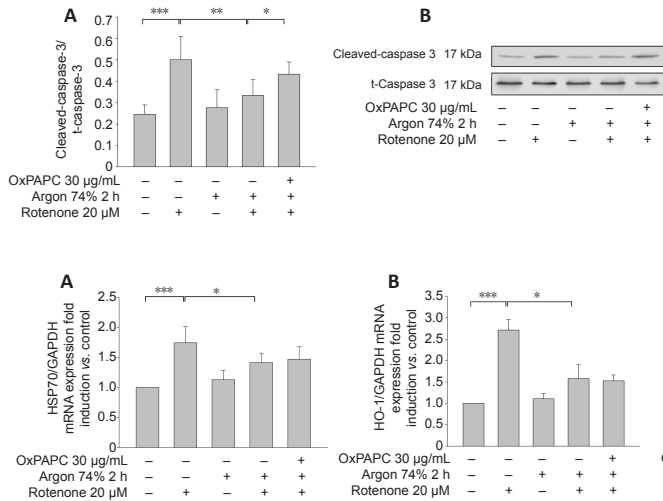 A
***
**
*
Cleaved-caspase-3/
t-caspase-3
0.7
0.6
0.5
0.4
0.3
0.2
0.1
0
OxPAPC 30 µg/mL – – – – +
Argon 74% 2 h – – + + +
Rotenone 20 µM – + – + +
B
Cleaved-caspase 3 17 kDa
t-Caspase 3 17 kDa
OxPAPC 30 µg/mL – – – – +
Argon 74% 2 h – – + + +
Rotenone 20 µM – + – + +
A
***
*
HSP70/GAPDH
mRNA expression fold
induction vs. control
2.5
2.0
1.5
1.0
0.5
0
OxPAPC 30 µg/mL – – – – +
Argon 74% 2 h – – + + +
Rotenone 20 µM – + – + +
B
***
*
HO-1/GAPDH mRNA
expression fold
induction vs. control
3.5
3.0
2.5
2.0
1.5
1.0
0.5
0
OxPAPC 30 µg/mL – – – – +
Argon 74% 2 h – – + + +
Rotenone 20 µM – + – + +